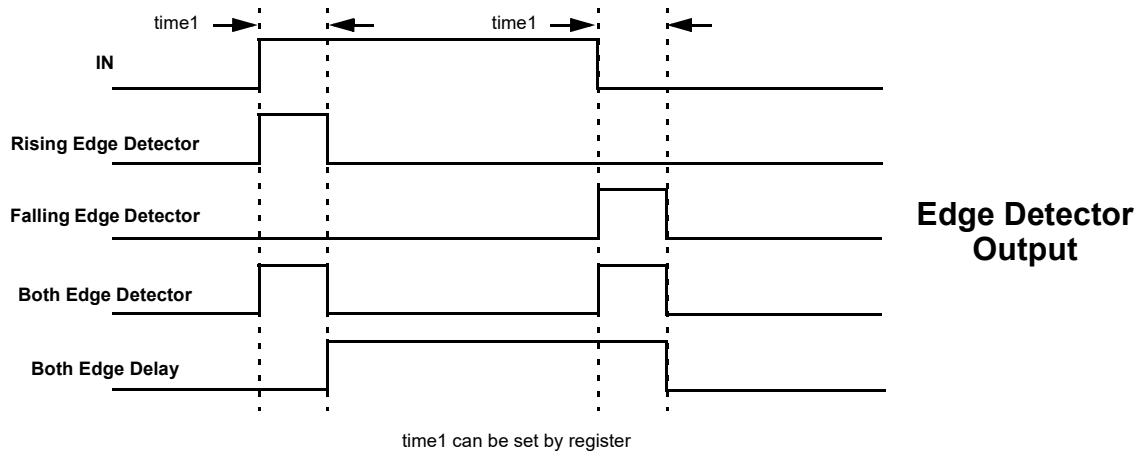 time1
time1
IN
Rising Edge Detector
Falling Edge Detector
Edge Detector
Output
Both Edge Detector
Both Edge Delay
time1 can be set by register